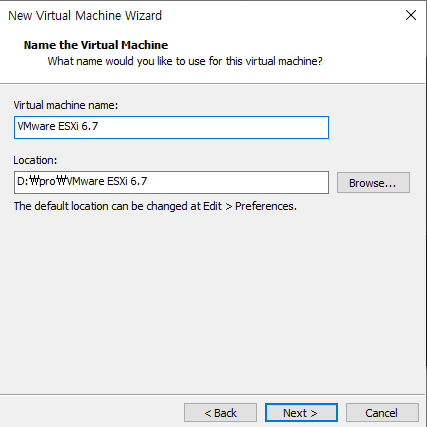 New Virtual Machine Wizard
Name the Virtual Machine
What name would you like to use for this virtual machine?
Virtual machine name:
VMware ESXi 6.7
Location:
D:₩pro₩VMware ESXi 6.7
Browse...
The default location can be changed at Edit > Preferences.
< Back
Next >
Cancel